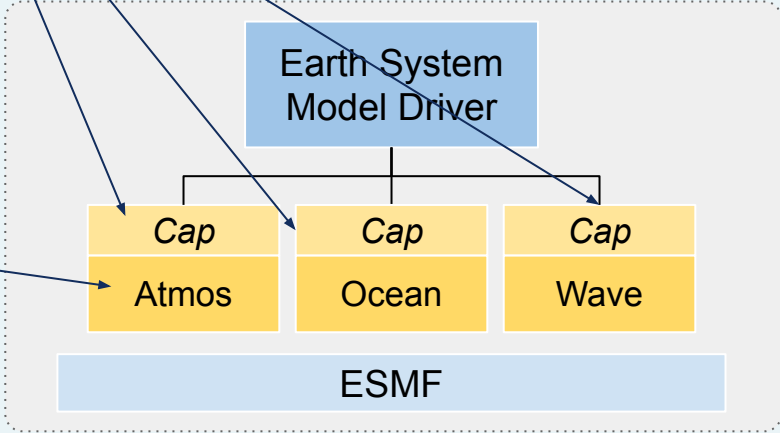 Earth System
Model Driver
Cap
Cap
Cap
Atmos
Ocean
Wave
ESMF